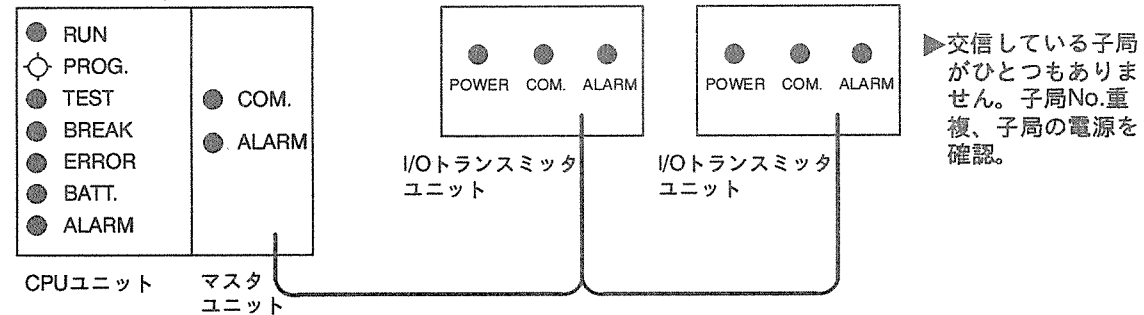 RUN
PROG.
TEST
BREAK
ERROR
BATT.
ALARM
COM.
ALARM
CPUユニット
マスタ
ユニット
POWER COM. ALARM
I/Oトランスミッタ
ユニット
POWER COM. ALARM
I/Oトランスミッタ
ユニット
▶交信している子局
がひとつもありま
せん。子局No.重
複、子局の電源を
確認。